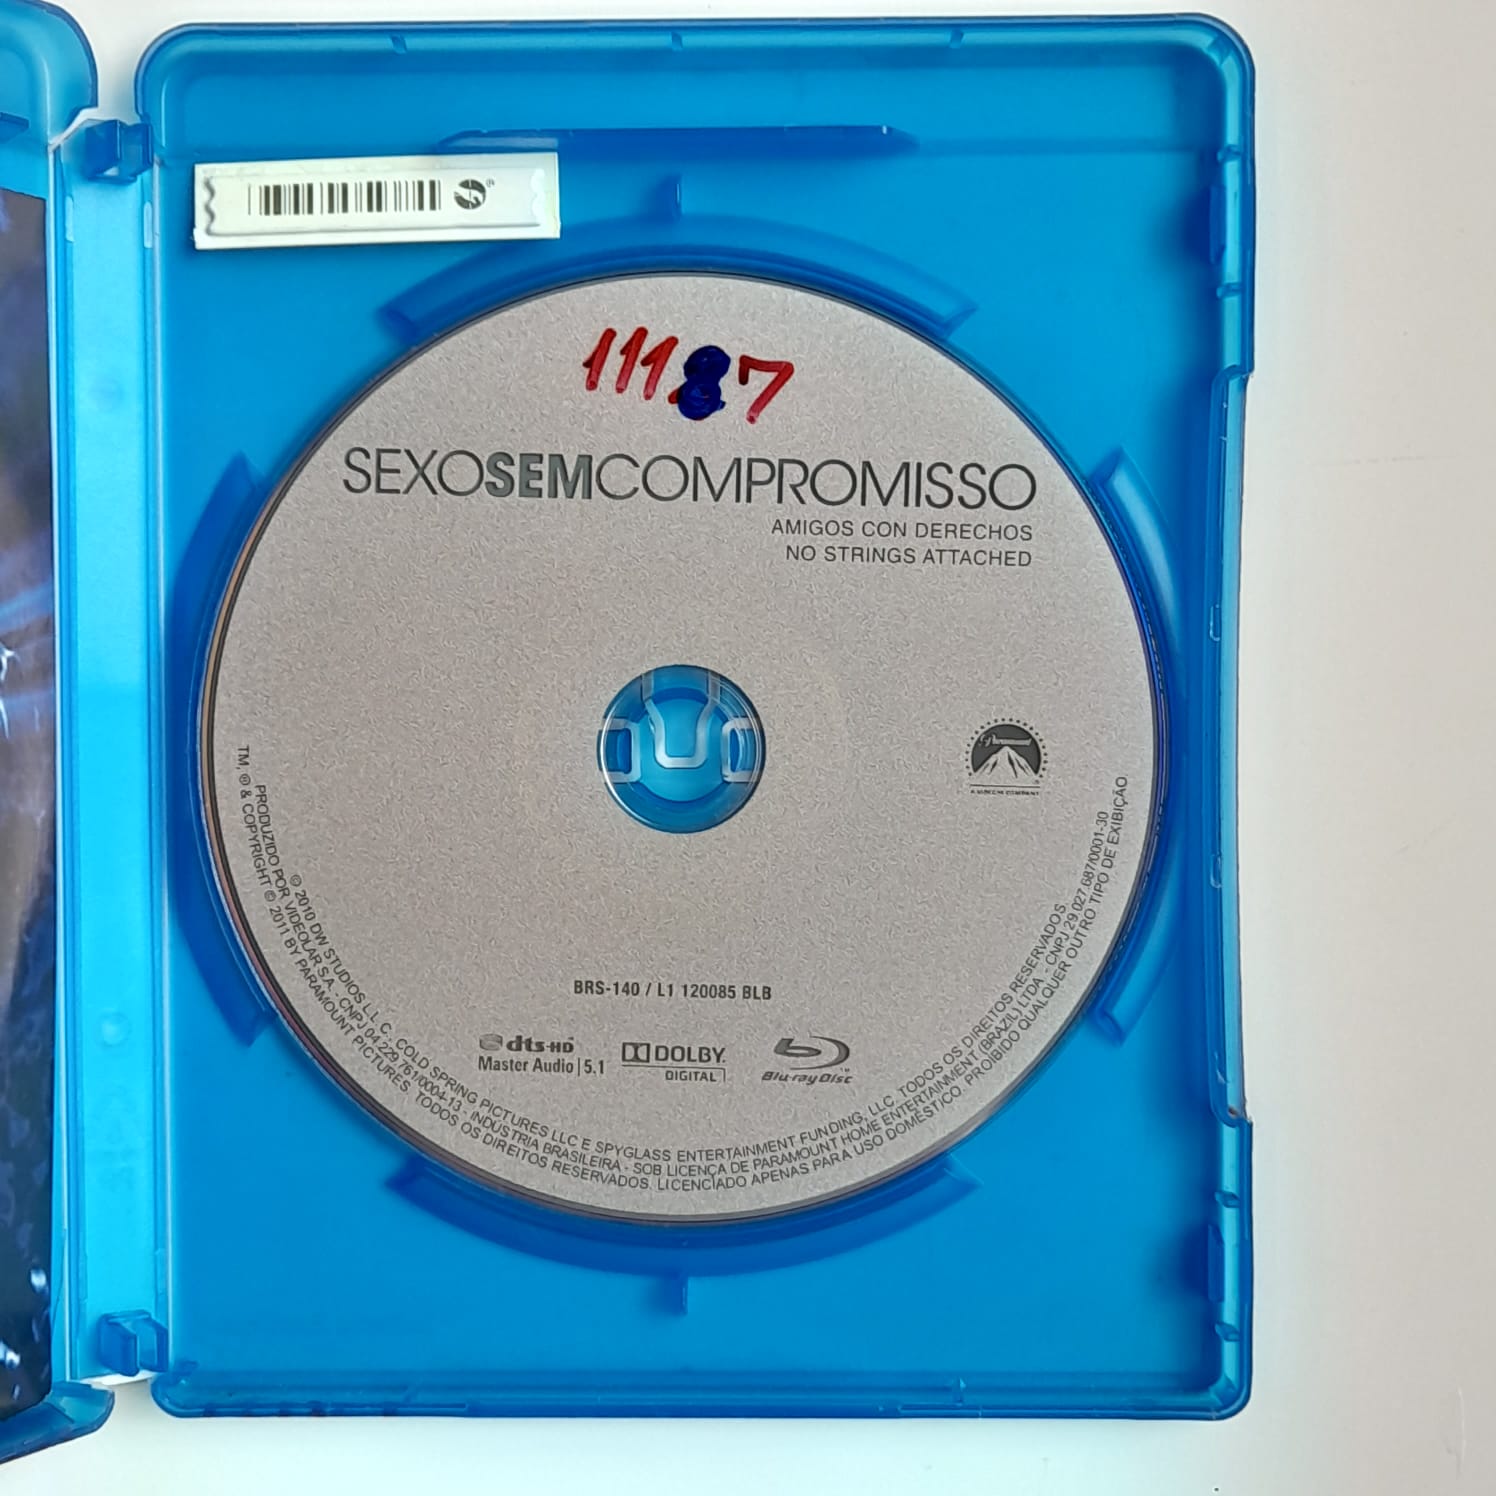 11187
SEXOSEMCOMPROMISSO
AMIGOS CON DERECHOS
NO STRINGS ATTACHED
Paramount
A VIACOM COMPANY
BRS-140 / L1 120085 BLB
dts-HD
Master Audio | 5.1
DOLBY
DIGITAL
Blu-ray Disc
© 2010 DW STUDIOS L.L.C., COLD SPRING PICTURES LLC E SPYGLASS ENTERTAINMENT FUNDING, LLC. TODOS OS DIREITOS RESERVADOS.
PRODUZIDO POR VIDEOLAR S.A. - CNPJ 04.229.761/0004-13 - INDÚSTRIA BRASILEIRA - SOB LICENÇA DE PARAMOUNT HOME ENTERTAINMENT (BRAZIL) LTDA - CNPJ 29.027.687/0001-30
TM, ® & COPYRIGHT © 2011 BY PARAMOUNT PICTURES. TODOS OS DIREITOS RESERVADOS. LICENCIADO APENAS PARA USO DOMÉSTICO. PROIBIDO QUALQUER OUTRO TIPO DE EXIBIÇÃO